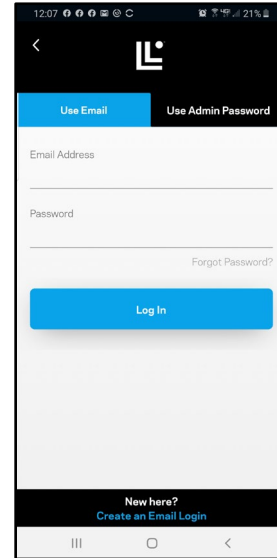 12:07
21%
Use Email
Use Admin Password
Email Address
Password
Forgot Password?
Log In
New here?
Create an Email Login